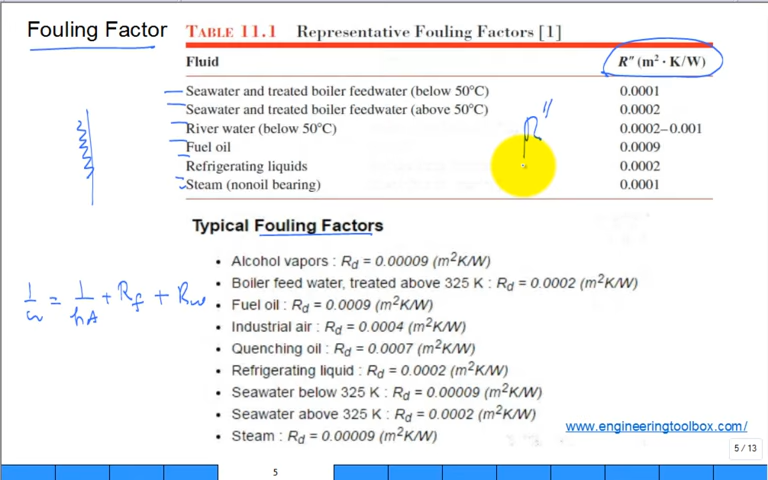 Fouling Factor
TABLE 11.1 Representative Fouling Factors [1]
Fluid R″ (m² · K/W)
Seawater and treated boiler feedwater (below 50°C) 0.0001
Seawater and treated boiler feedwater (above 50°C) 0.0002
River water (below 50°C) 0.0002–0.001
Fuel oil 0.0009
Refrigerating liquids 0.0002
Steam (nonoil bearing) 0.0001
R″
Typical Fouling Factors
• Alcohol vapors : Rd = 0.00009 (m²K/W)
• Boiler feed water, treated above 325 K : Rd = 0.0002 (m²K/W)
• Fuel oil : Rd = 0.0009 (m²K/W)
• Industrial air : Rd = 0.0004 (m²K/W)
• Quenching oil : Rd = 0.0007 (m²K/W)
• Refrigerating liquid : Rd = 0.0002 (m²K/W)
• Seawater below 325 K : Rd = 0.00009 (m²K/W)
• Seawater above 325 K : Rd = 0.0002 (m²K/W)
• Steam : Rd = 0.00009 (m²K/W)
= 1/hA + Rf + Rw
www.engineeringtoolbox.com/
5 / 13
5